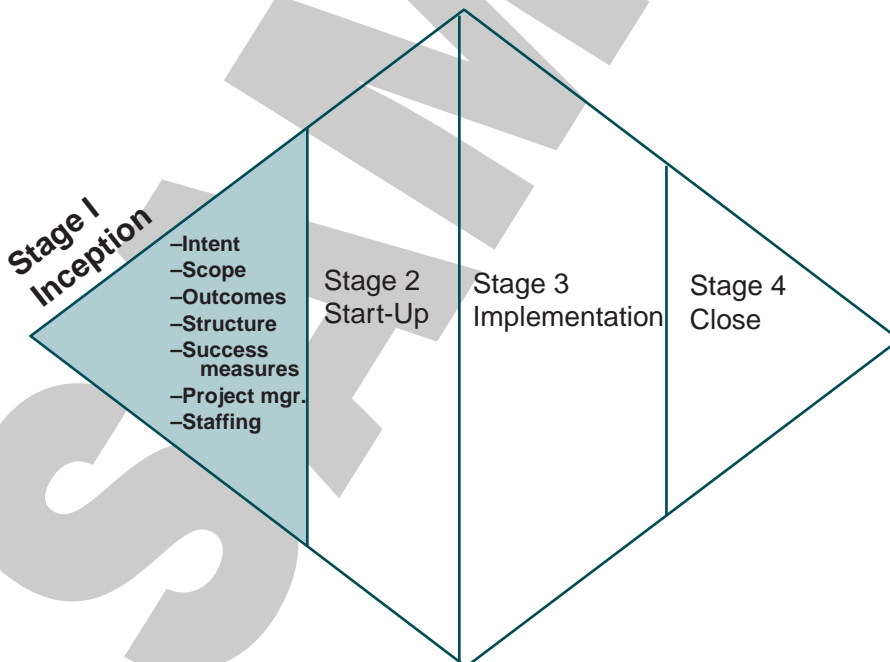 Stage I
Inception
–Intent
–Scope
–Outcomes
–Structure
–Success
measures
–Project mgr.
–Staffing
Stage 2
Start-Up
Stage 3
Implementation
Stage 4
Close